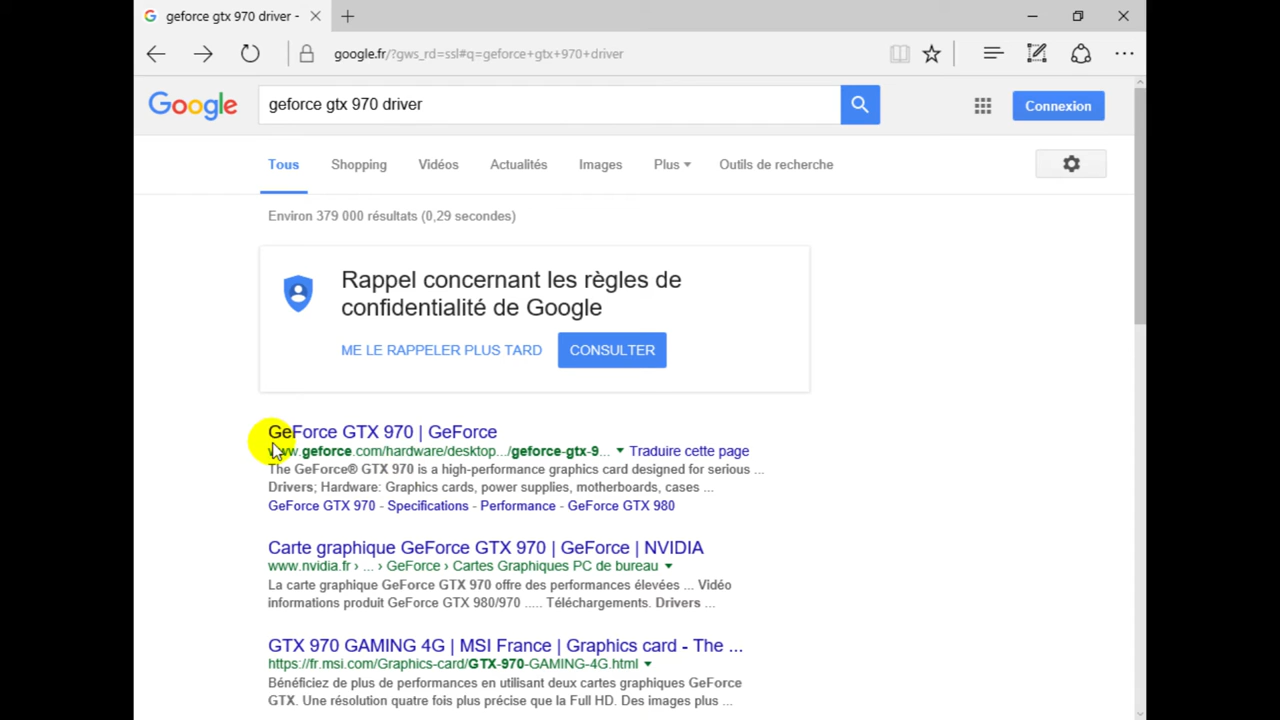 geforce gtx 970 driver -
google.fr/?gws_rd=ssl#q=geforce+gtx+970+driver
Google
geforce gtx 970 driver
Connexion
Tous Shopping Vidéos Actualités Images Plus Outils de recherche
Environ 379 000 résultats (0,29 secondes)
Rappel concernant les règles de
confidentialité de Google
ME LE RAPPELER PLUS TARD CONSULTER
GeForce GTX 970 | GeForce
www.geforce.com/hardware/desktop.../geforce-gtx-9... Traduire cette page
The GeForce® GTX 970 is a high-performance graphics card designed for serious ...
Drivers; Hardware: Graphics cards, power supplies, motherboards, cases ...
GeForce GTX 970 - Specifications - Performance - GeForce GTX 980
Carte graphique GeForce GTX 970 | GeForce | NVIDIA
www.nvidia.fr › ... › GeForce › Cartes Graphiques PC de bureau
La carte graphique GeForce GTX 970 offre des performances élevées ... Vidéo
informations produit GeForce GTX 980/970 ..... Téléchargements. Drivers ...
GTX 970 GAMING 4G | MSI France | Graphics card - The ...
https://fr.msi.com/Graphics-card/GTX-970-GAMING-4G.html
Bénéficiez de plus de performances en utilisant deux cartes graphiques GeForce
GTX. Une résolution quatre fois plus précise que la Full HD. Des images plus ...